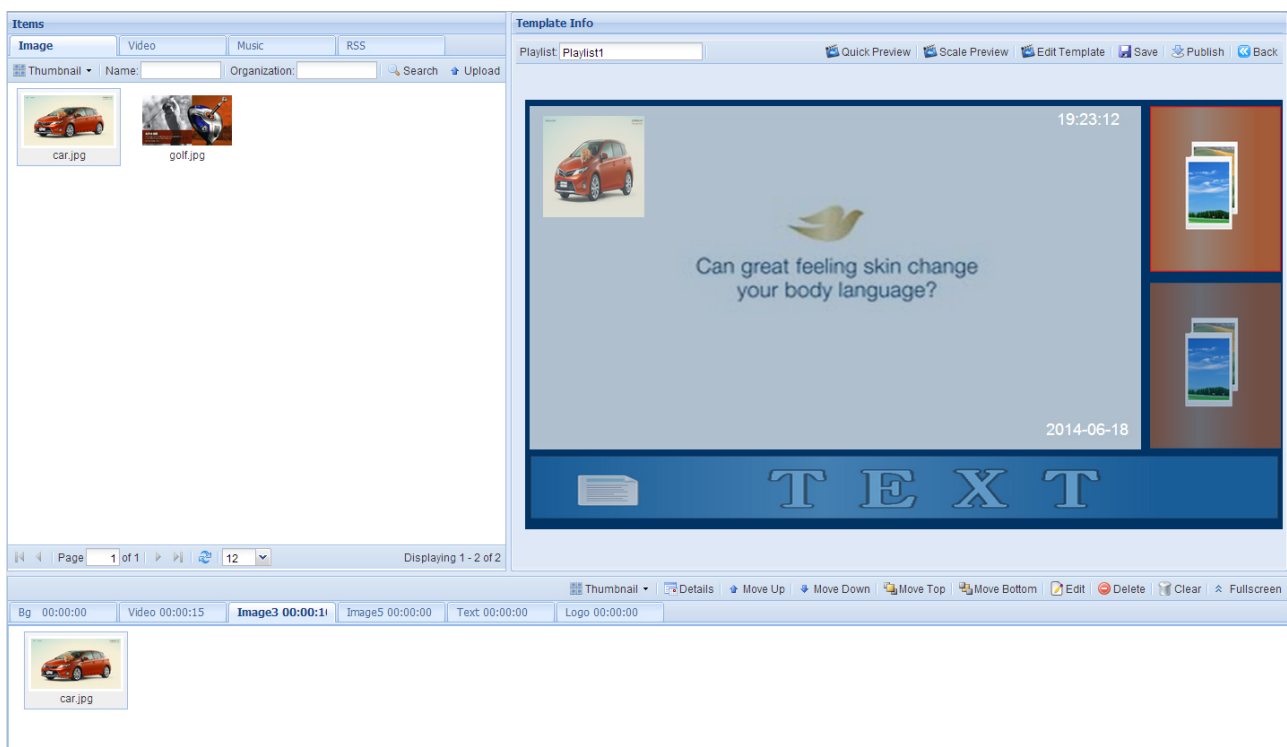 Items
Image Video Music RSS
Thumbnail Name: Organization: Search Upload
car.jpg golf.jpg
Page 1 of 1 12 Displaying 1 - 2 of 2
Template Info
Playlist: Playlist1 Quick Preview Scale Preview Edit Template Save Publish Back
19:23:12
Can great feeling skin change
your body language?
2014-06-18
TEXT
Thumbnail Details Move Up Move Down Move Top Move Bottom Edit Delete Clear Fullscreen
Bg 00:00:00 Video 00:00:15 Image3 00:00:1 Image5 00:00:00 Text 00:00:00 Logo 00:00:00
car.jpg